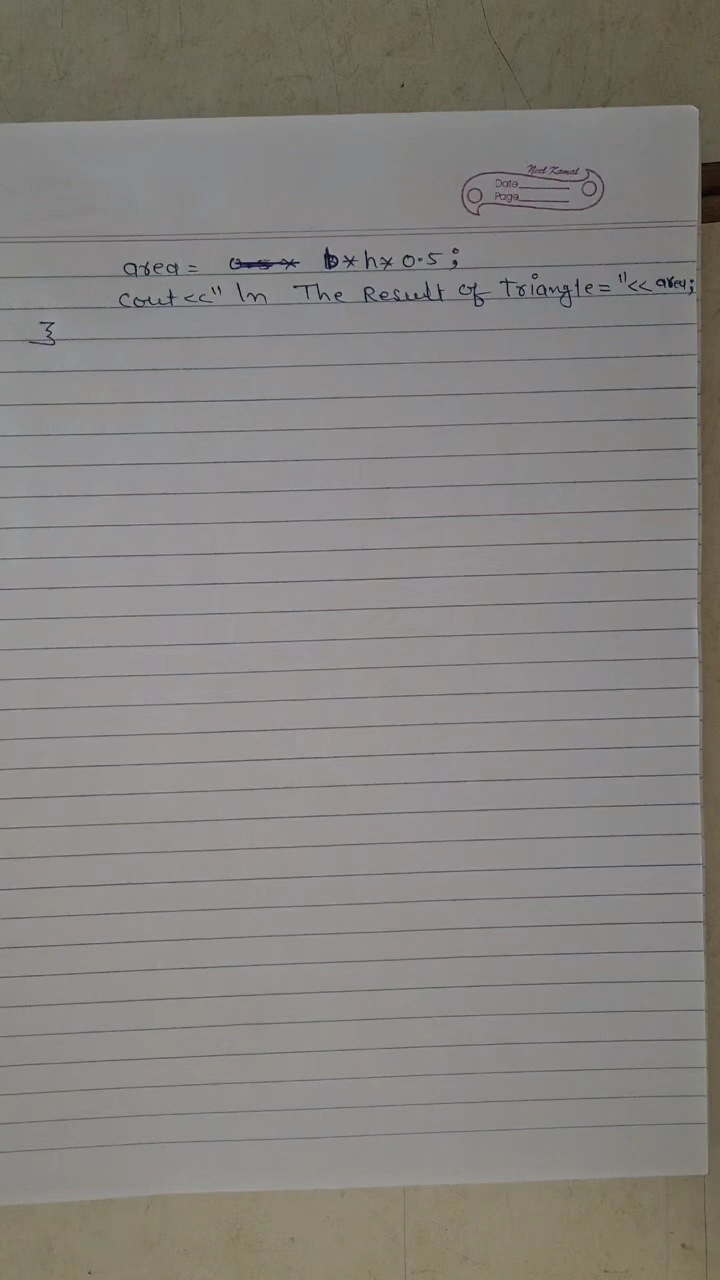 Neel Kamal
Date
Page
area = b*h*0.5;
cout<<" \n The Result of Triangle="<< area;
}